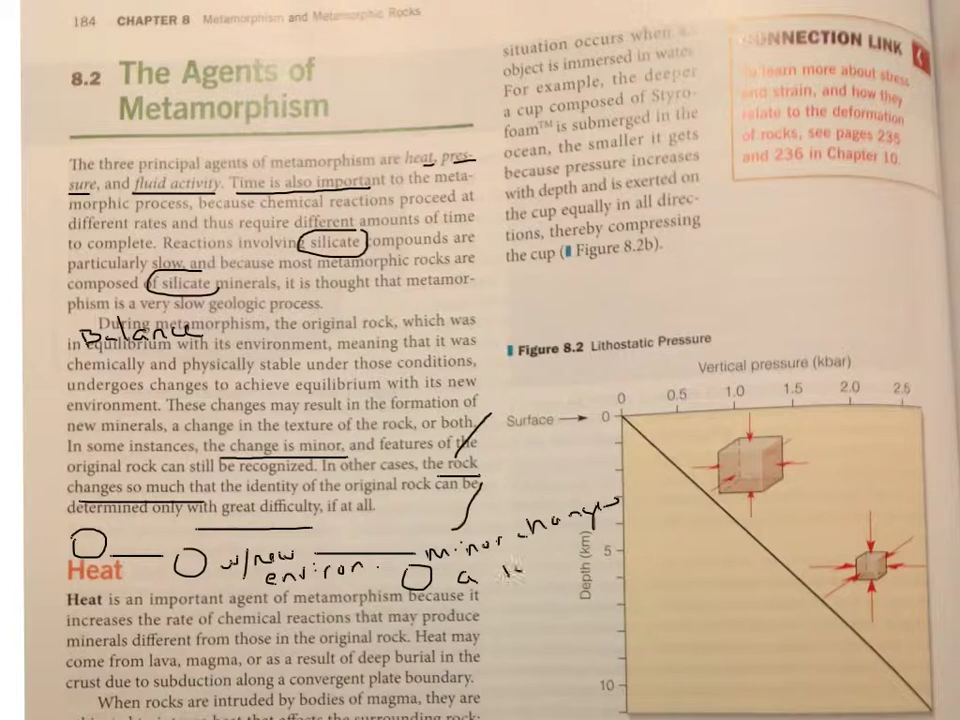 184 CHAPTER 8 Metamorphism and Metamorphic Rocks
8.2 The Agents of
Metamorphism
The three principal agents of metamorphism are heat, pres-
sure, and fluid activity. Time is also important to the meta-
morphic process, because chemical reactions proceed at
different rates and thus require different amounts of time
to complete. Reactions involving silicate compounds are
particularly slow, and because most metamorphic rocks are
composed of silicate minerals, it is thought that metamor-
phism is a very slow geologic process.
During metamorphism, the original rock, which was
Balance
in equilibrium with its environment, meaning that it was
chemically and physically stable under those conditions,
undergoes changes to achieve equilibrium with its new
environment. These changes may result in the formation of
new minerals, a change in the texture of the rock, or both.
In some instances, the change is minor, and features of the
original rock can still be recognized. In other cases, the rock
changes so much that the identity of the original rock can be
determined only with great difficulty, if at all.
w/new
environ.
minor change
a
Heat
Heat is an important agent of metamorphism because it
increases the rate of chemical reactions that may produce
minerals different from those in the original rock. Heat may
come from lava, magma, or as a result of deep burial in the
crust due to subduction along a convergent plate boundary.
When rocks are intruded by bodies of magma, they are
heat that affects the surrounding rock;
situation occurs when
object is immersed in water.
For example, the deeper
a cup composed of Styro-
foam™ is submerged in the
ocean, the smaller it gets
because pressure increases
with depth and is exerted on
the cup equally in all direc-
tions, thereby compressing
the cup (Figure 8.2b).
CONNECTION LINK
To learn more about stress
and strain, and how they
relate to the deformation
of rocks, see pages 235
and 236 in Chapter 10.
Figure 8.2 Lithostatic Pressure
Vertical pressure (kbar)
0 0.5 1.0 1.5 2.0 2.5
Surface 0
5
Depth (km)
10